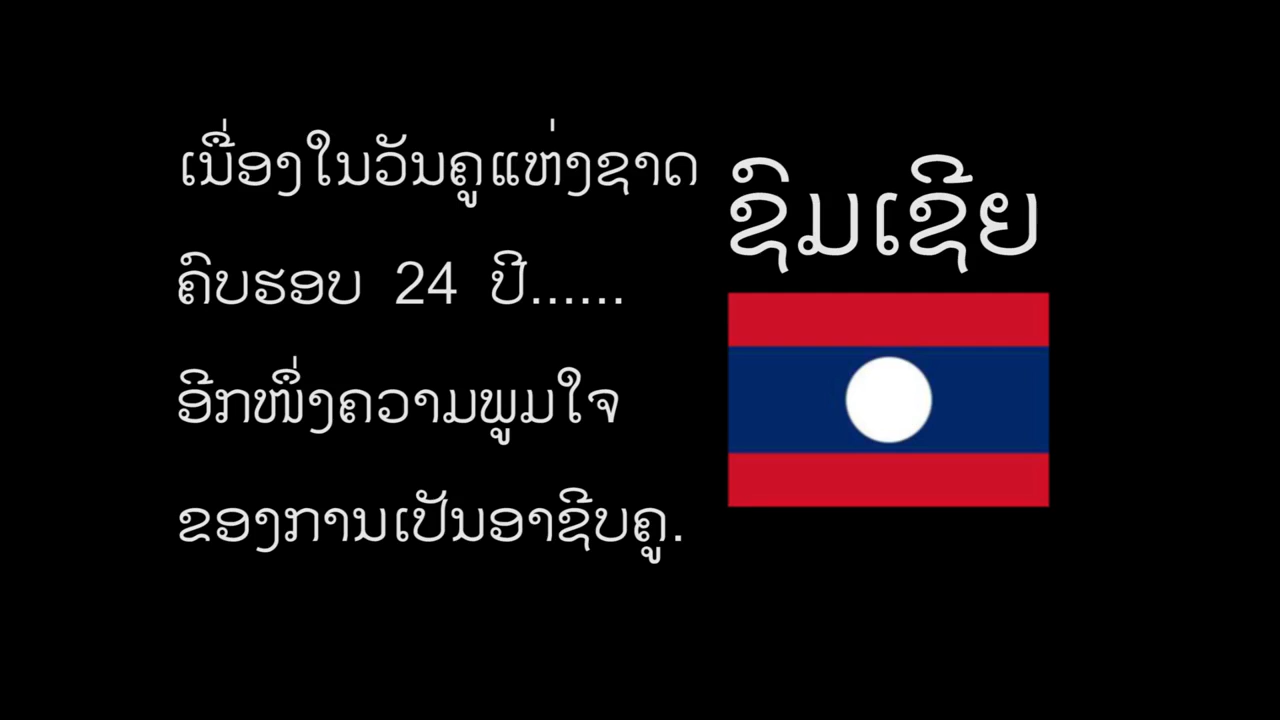 ເນື່ອງໃນວັນຄູແຫ່ງຊາດ
ຄົບຮອບ 24 ປີ......
ອີກໜຶ່ງຄວາມພູມໃຈ
ຂອງການເປັນອາຊີບຄູ.
ຊົມເຊີຍ